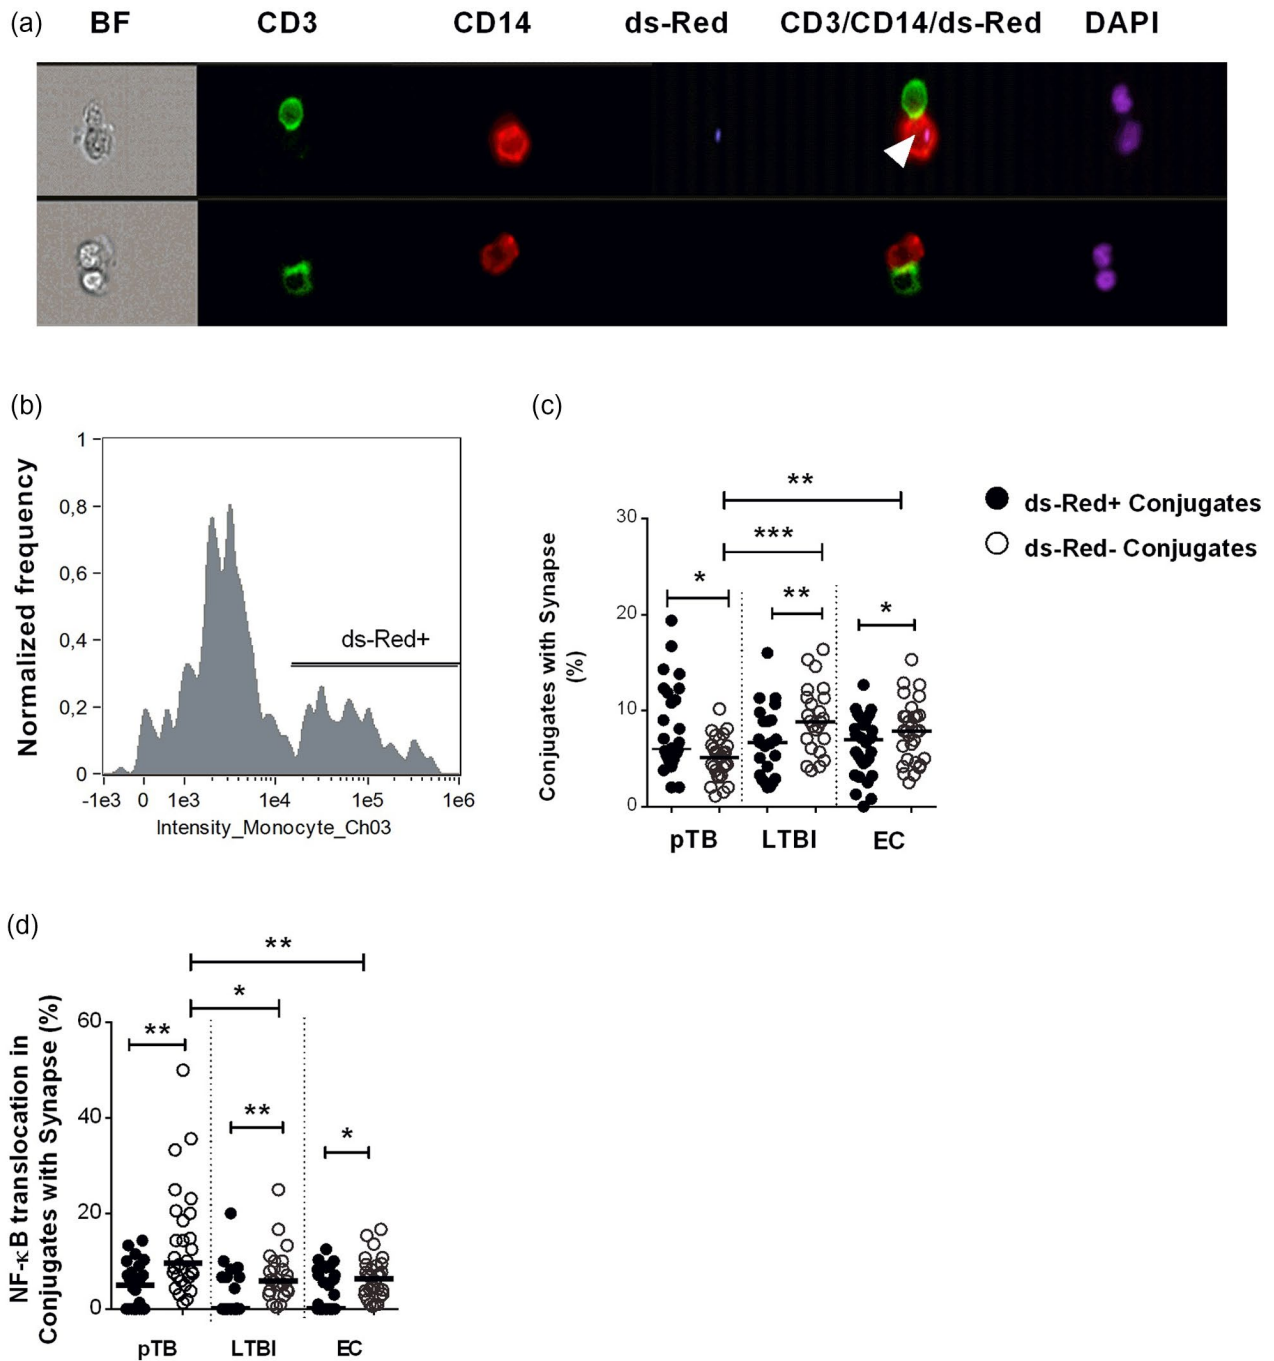 (a) BF CD3 CD14 ds-Red CD3/CD14/ds-Red DAPI
(b)
Normalized frequency
1
0,8
0,6
0,4
0,2
0
ds-Red+
-1e3 0 1e3 1e4 1e5 1e6
Intensity_Monocyte_Ch03
(c)
Conjugates with Synapse
(%)
30
20
10
0
**
***
*
**
*
pTB LTBI EC
ds-Red+ Conjugates
ds-Red- Conjugates
(d)
NF-κB translocation in
Conjugates with Synapse (%)
60
40
20
0
**
*
**
**
*
pTB LTBI EC